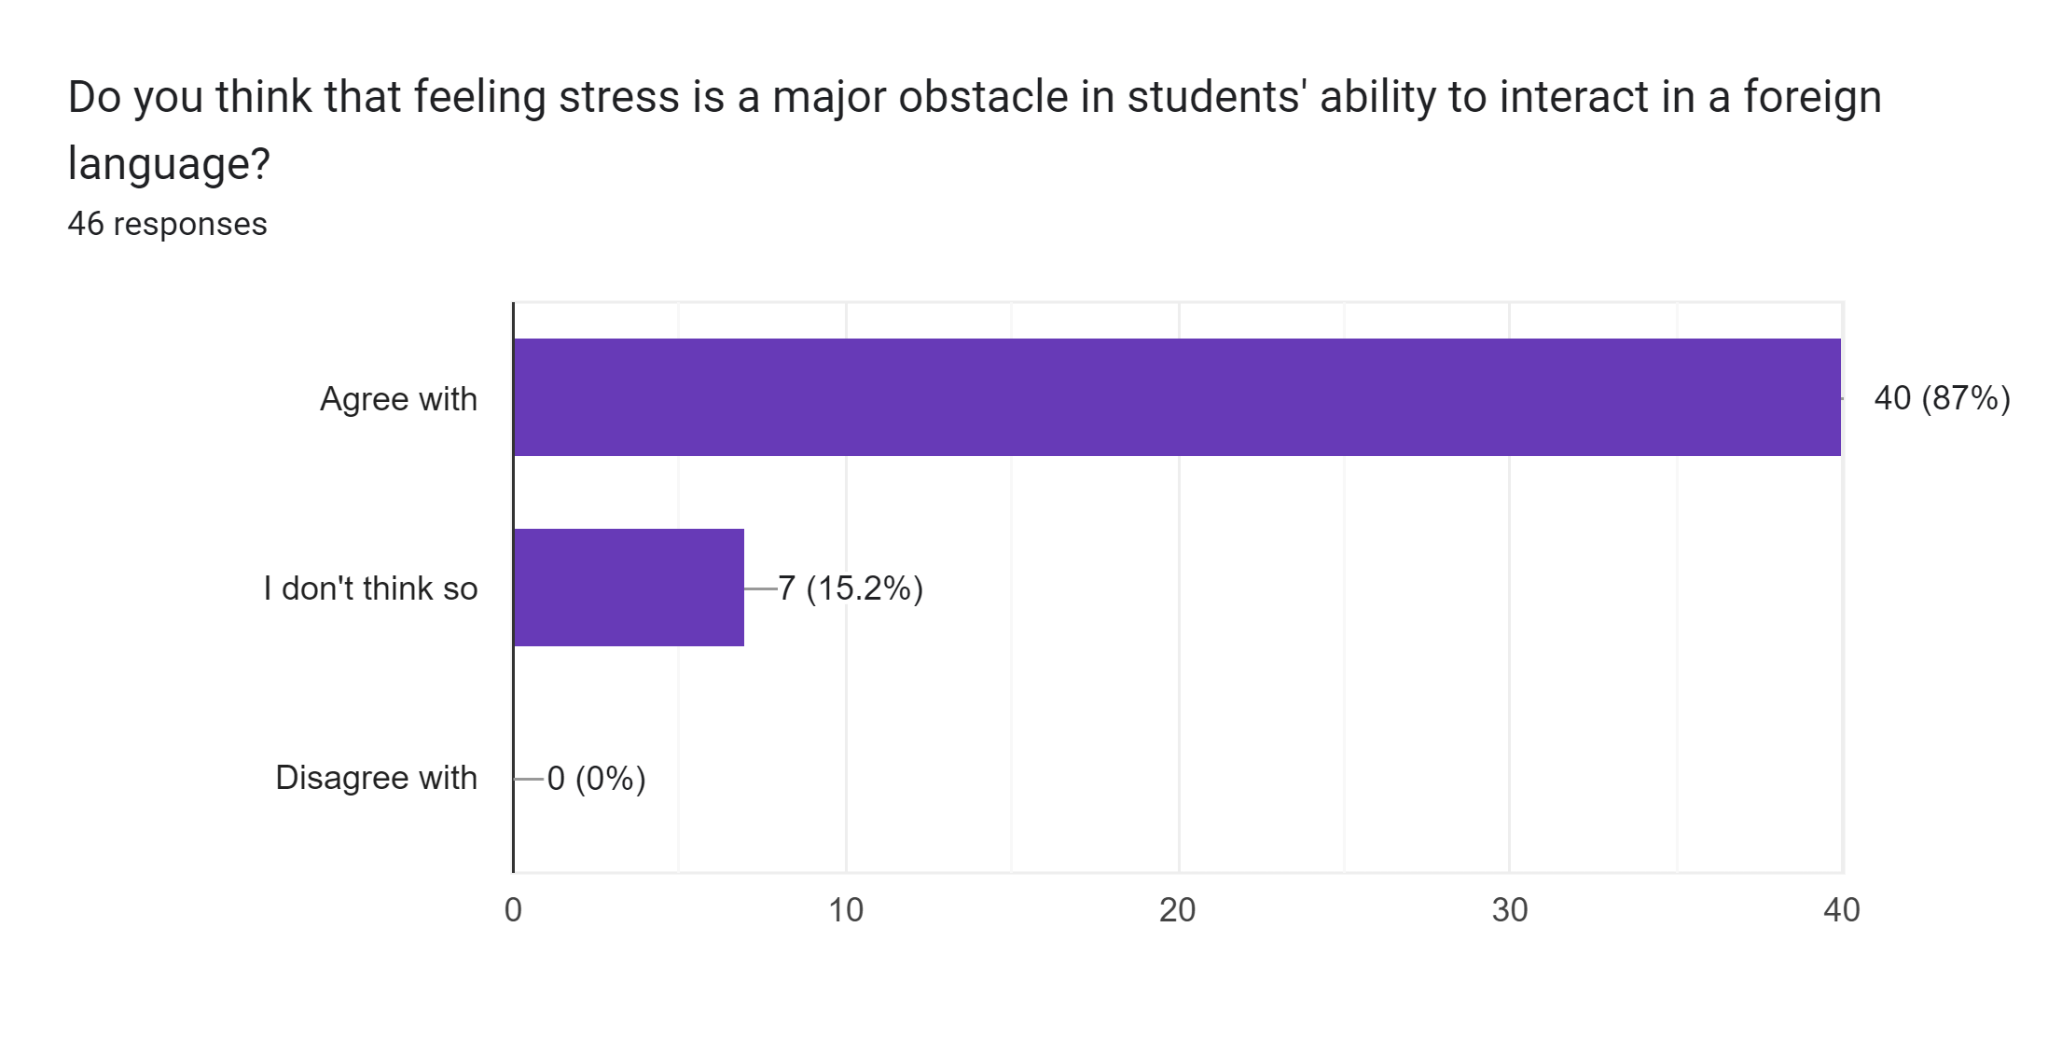 Do you think that feeling stress is a major obstacle in students' ability to interact in a foreign
language?
46 responses
Agree with
40 (87%)
I don't think so
7 (15.2%)
Disagree with
0 (0%)
0 10 20 30 40